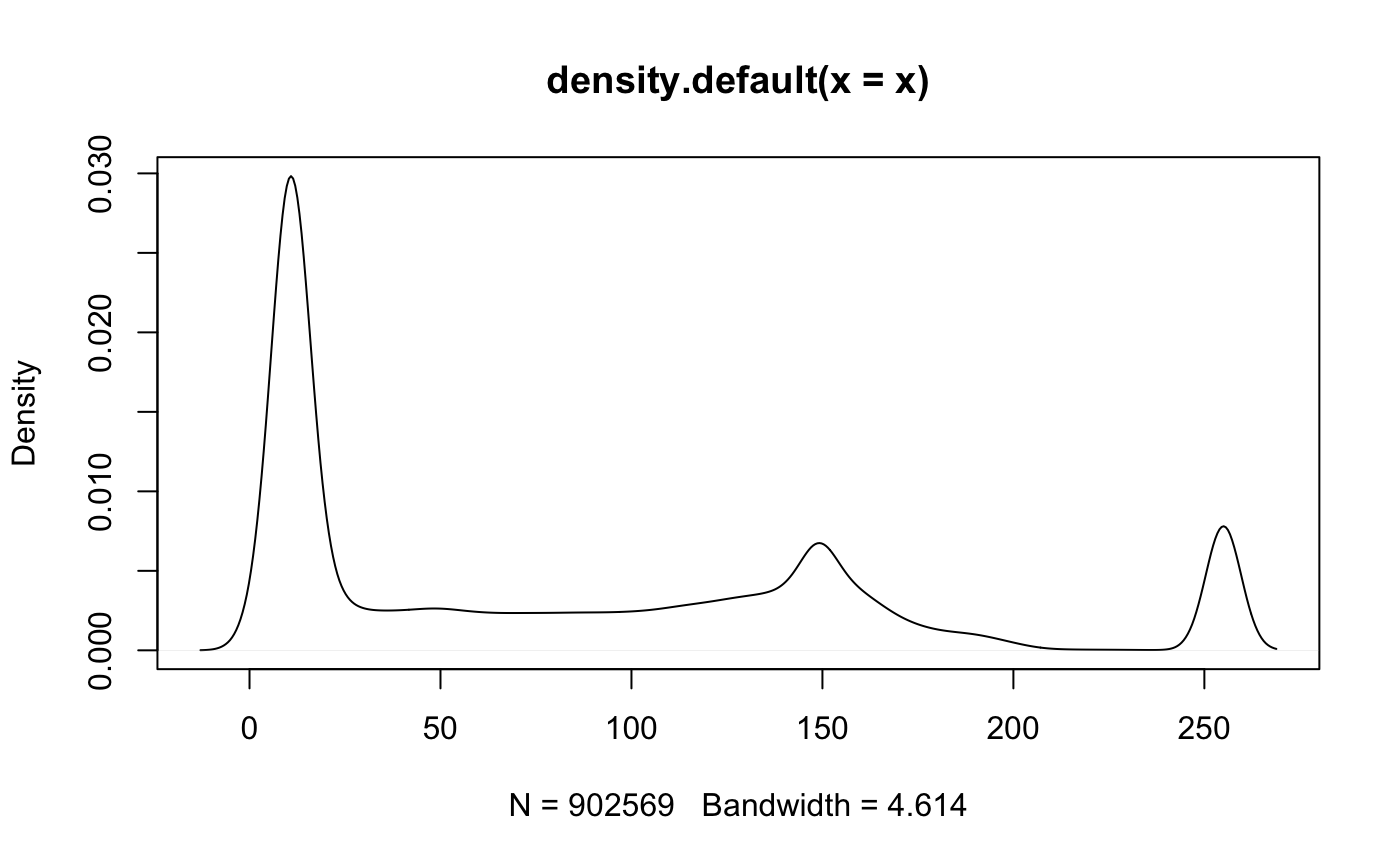 density.default(x = x)
Density
0.030
0.020
0.010
0.000
0 50 100 150 200 250
N = 902569 Bandwidth = 4.614